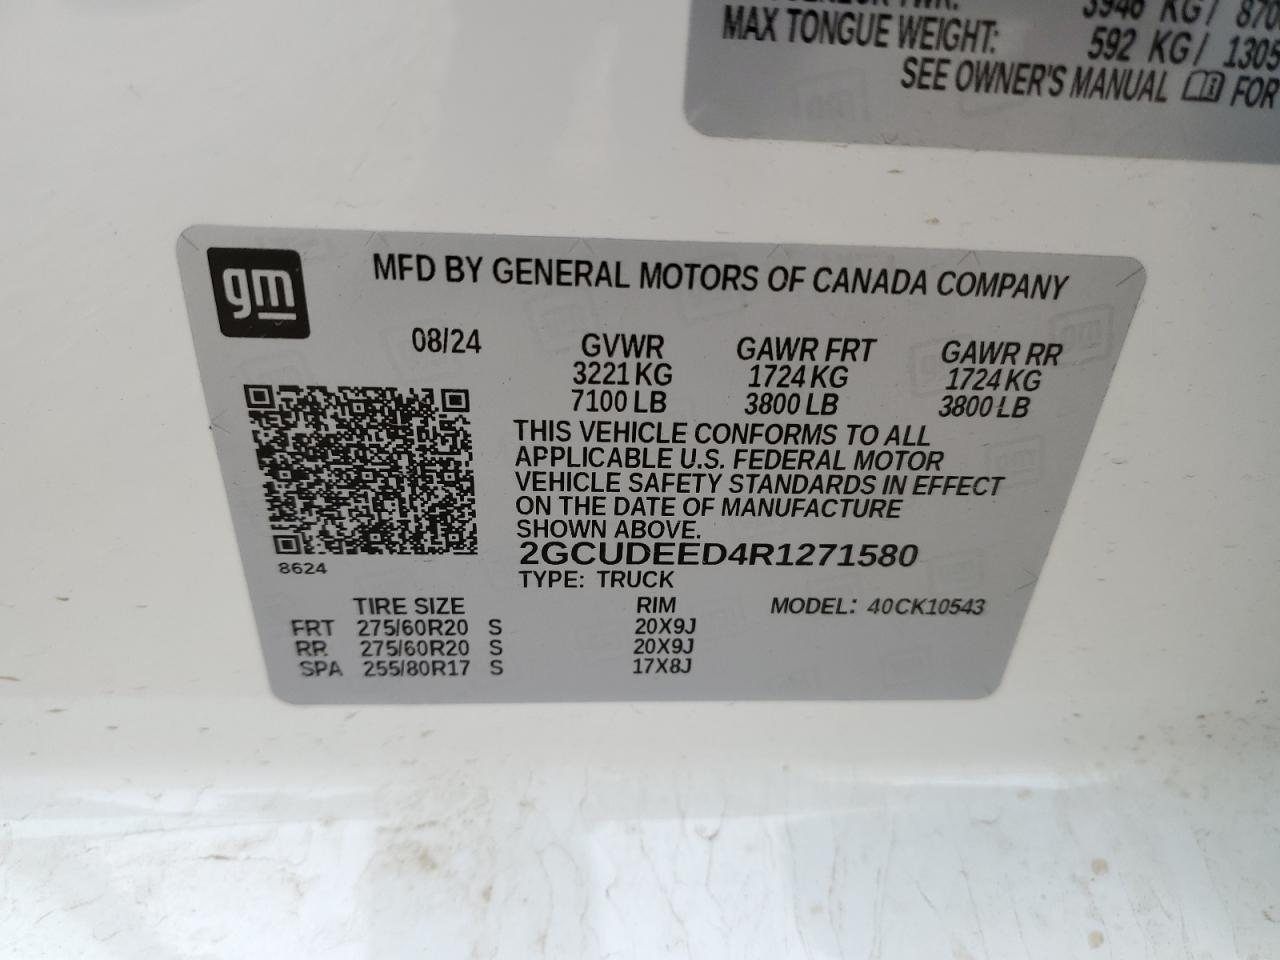 3946 KG/ 870
MAX TONGUE WEIGHT: 592 KG/ 1305
SEE OWNER'S MANUAL FOR
gm
MFD BY GENERAL MOTORS OF CANADA COMPANY
08/24 GVWR GAWR FRT GAWR RR
3221 KG 1724 KG 1724 KG
7100 LB 3800 LB 3800 LB
THIS VEHICLE CONFORMS TO ALL
APPLICABLE U.S. FEDERAL MOTOR
VEHICLE SAFETY STANDARDS IN EFFECT
ON THE DATE OF MANUFACTURE
SHOWN ABOVE.
2GCUDEED4R1271580
8624
TYPE: TRUCK
TIRE SIZE RIM MODEL: 40CK10543
FRT 275/60R20 S 20X9J
RR 275/60R20 S 20X9J
SPA 255/80R17 S 17X8J